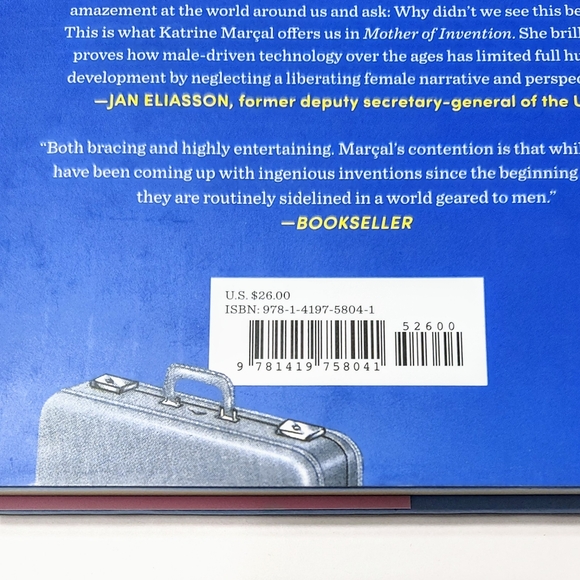 amazement at the world around us and ask: Why didn't we see this be
This is what Katrine Marçal offers us in Mother of Invention. She bril
proves how male-driven technology over the ages has limited full hu
development by neglecting a liberating female narrative and perspec
—JAN ELIASSON, former deputy secretary-general of the U
"Both bracing and highly entertaining. Marçal's contention is that whil
have been coming up with ingenious inventions since the beginning
they are routinely sidelined in a world geared to men."
—BOOKSELLER
U.S. $26.00
ISBN: 978-1-4197-5804-1
52600
9 781419 758041